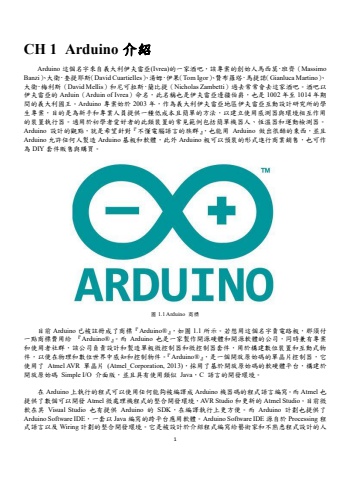 CH 1 Arduino 介紹
Arduino 這個名字來自義大利伊夫雷亞(Ivrea)的一家酒吧，該專案的創始人馬西莫·班齊（Massimo
Banzi)、大衛·奎提耶斯(David Cuartielles)、湯姆·伊果(Tom Igor)、贊布羅塔·馬提諾(Gianluca Martino)、
大衛·梅利斯(David Mellis)和尼可拉斯·蘭比提(Nicholas Zambetti)過去常常會去這家酒吧。酒吧以
伊夫雷亞的 Arduin（Arduin of Ivrea）命名，此名稱也是伊夫雷亞邊疆伯爵，也是 1002 年至 1014 年期
間的義大利國王。Arduino 專案始於 2003 年，作為義大利伊夫雷亞地區伊夫雷亞互動設計研究所的學
生專案，目的是為新手和專業人員提供一種低成本且簡單的方法，以建立使用感測器與環境相互作用
的裝置執行器。適用於初學者愛好者的此類裝置的常見範例包括簡單機器人、恆溫器和運動檢測器。
Arduino 設計的觀點，就是希望針對『不懂電腦語言的族群』，也能用 Arduino 做出很酷的東西，並且
Arduino 允許任何人製造 Arduino 基板和軟體，此外 Arduino 板可以預裝的形式進行商業銷售，也可作
為 DIY 套件販售與購買。
TM
ARDUINO
圖 1.1 Arduino 商標
目前 Arduino 已被註冊成了商標『Arduino®』，如圖 1.1 所示。若想用這個名字賣電路板，即須付
一點商標費用給 『Arduino®』，而 Arduino 也是一家製作開源硬體和開源軟體的公司，同時兼有專案
和使用者社群，該公司負責設計和製造單板微控制器和微控制器套件，用於構建數位裝置和互動式物
件，以便在物理和數位世界中感知和控制物件。『Arduino®』，是一個開放原始碼的單晶片控制器，它
使用了 Atmel AVR 單晶片 (Atmel_Corporation, 2013)，採用了基於開放原始碼的軟硬體平台，構建於
開放原始碼 Simple I/O 介面版，並且具有使用類似 Java，C 語言的開發環境。
在 Arduino 上執行的程式可以使用任何能夠被編譯成 Arduino 機器碼的程式語言編寫。而 Atmel 也
提供了數個可以開發 Atmel 微處理機程式的整合開發環境，AVR Studio 和更新的 Atmel Studio。目前微
軟在其 Visual Studio 也有提供 Arduino 的 SDK，在編譯執行上更方便。而 Arduino 計劃也提供了
Arduino Software IDE，一套以 Java 編寫的跨平台應用軟體。Arduino Software IDE 源自於 Processing 程
式語言以及 Wiring 計劃的整合開發環境。它是被設計於介紹程式編寫給藝術家和不熟悉程式設計的人
1